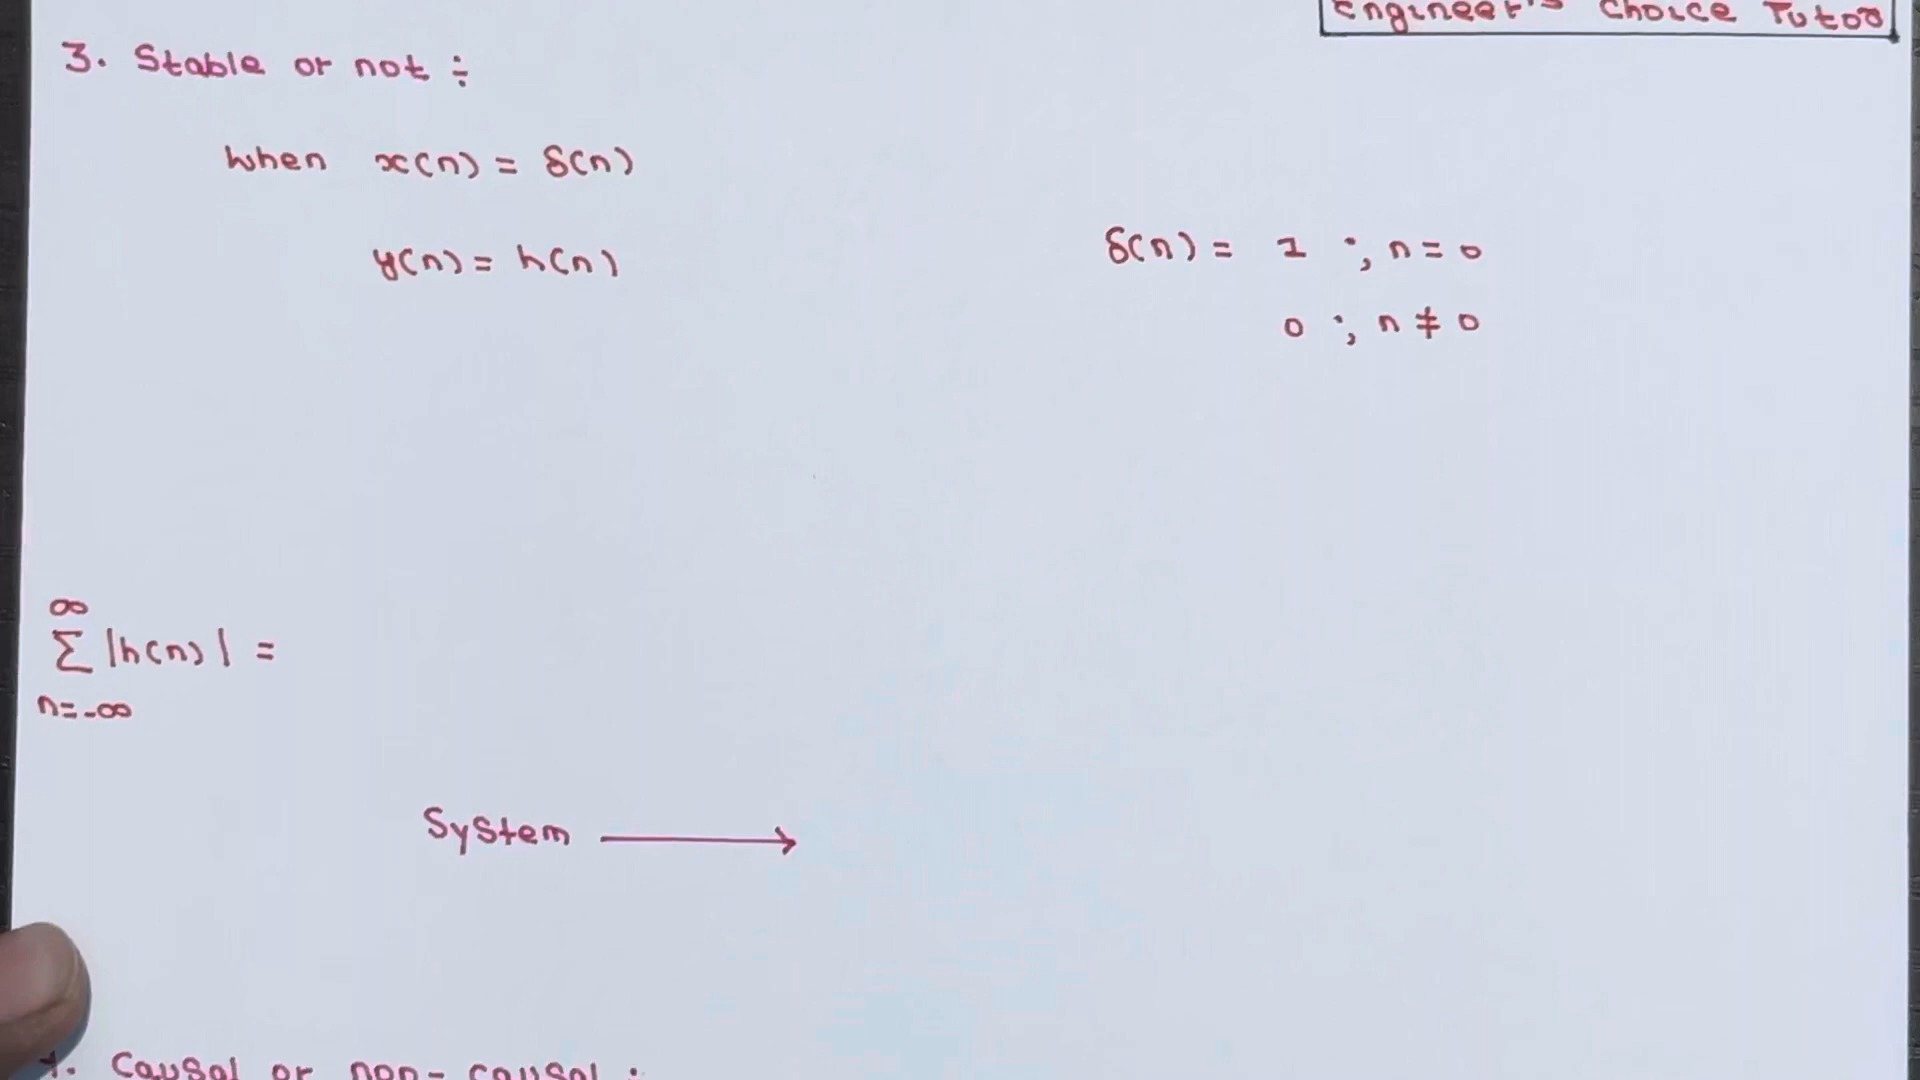 Engineer's Choice Tutor
3. Stable or not :
when x(n) = δ(n)
y(n) = h(n)
δ(n) = 1 ; n = 0
0 ; n ≠ 0
∞
Σ |h(n)| =
n=-∞
System ⟶
4. Causal or non-causal :